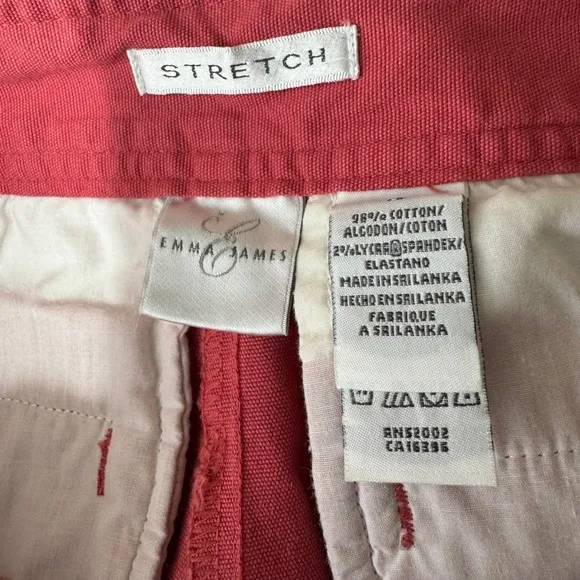 STRETCH
EMMA JAMES
98% COTTON/
ALGODON/COTON
2%LYCRA®SPANDEX/
ELASTANO
MADE IN SRI LANKA
HECHO EN SRI LANKA
FABRIQUE
A SRI LANKA
RN52002
CA16395